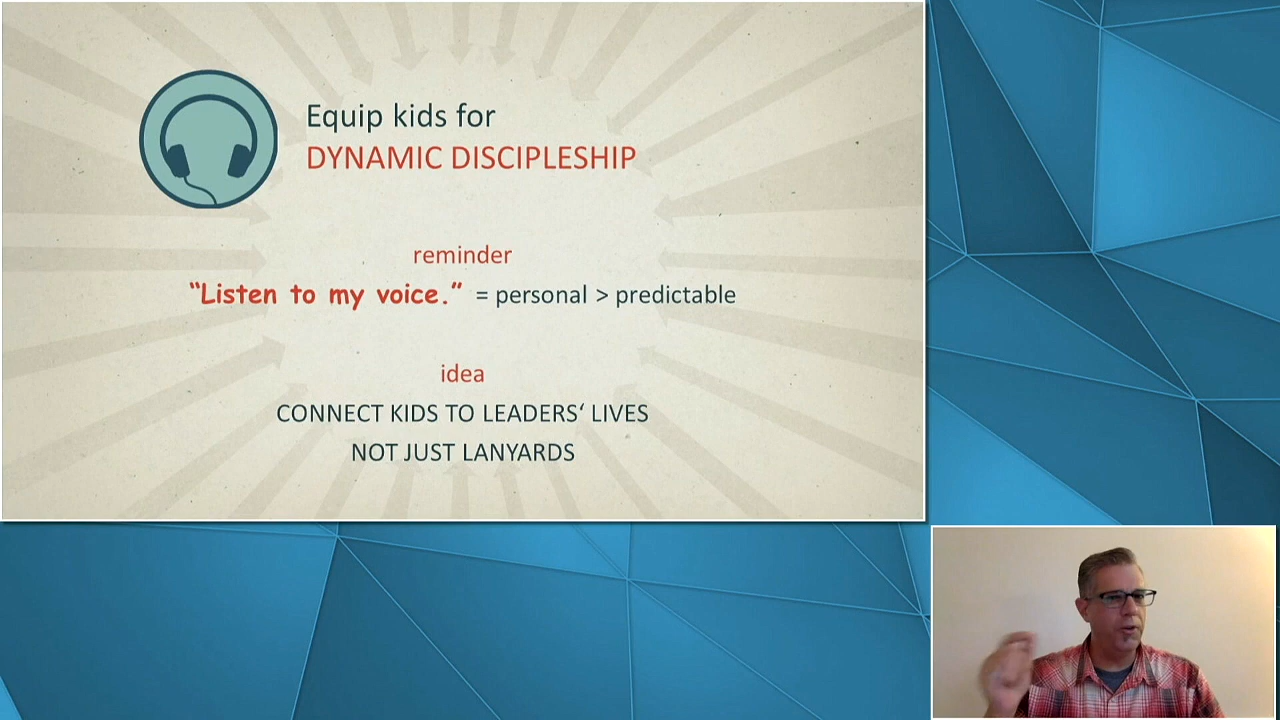 Equip kids for
DYNAMIC DISCIPLESHIP
reminder
“Listen to my voice.” = personal > predictable
idea
CONNECT KIDS TO LEADERS‘ LIVES
NOT JUST LANYARDS